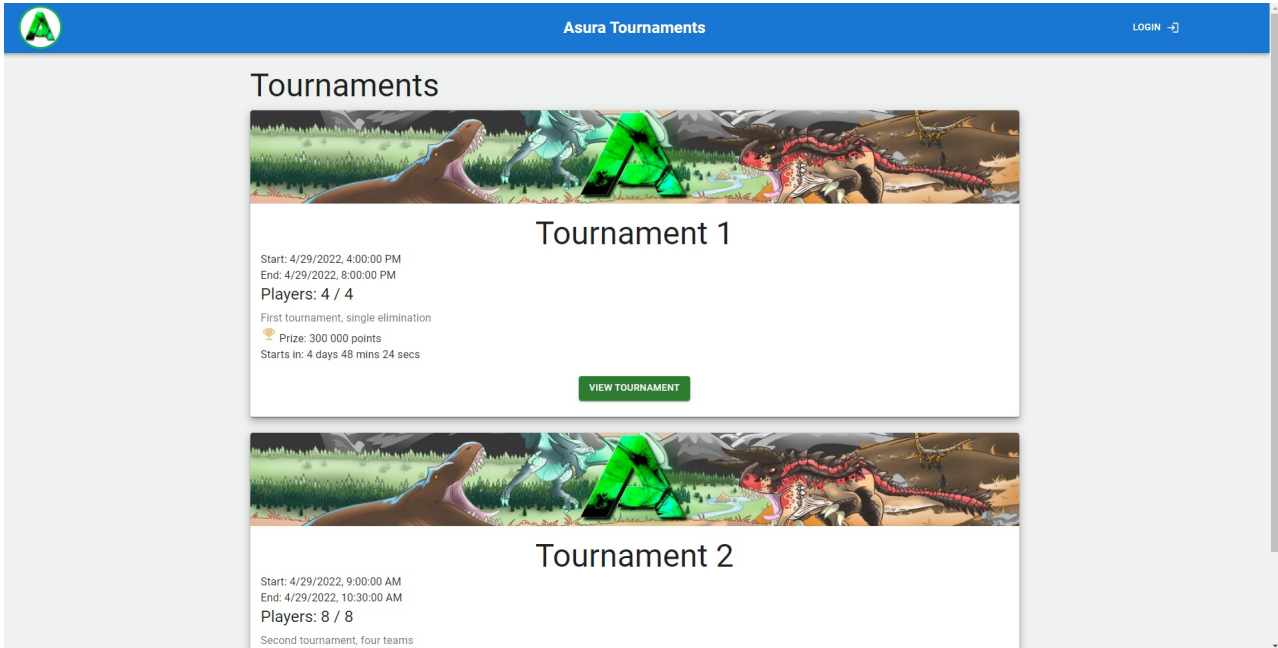 Asura Tournaments
LOGIN
Tournaments
Tournament 1
Start: 4/29/2022, 4:00:00 PM
End: 4/29/2022, 8:00:00 PM
Players: 4 / 4
First tournament, single elimination
Prize: 300 000 points
Starts in: 4 days 48 mins 24 secs
VIEW TOURNAMENT
Tournament 2
Start: 4/29/2022, 9:00:00 AM
End: 4/29/2022, 10:30:00 AM
Players: 8 / 8
Second tournament, four teams